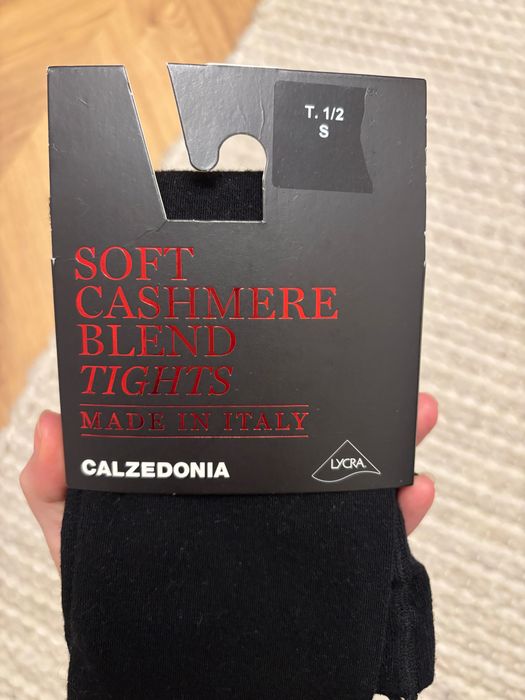 T. 1/2
S
SOFT
CASHMERE
BLEND
TIGHTS
MADE IN ITALY
CALZEDONIA
LYCRA